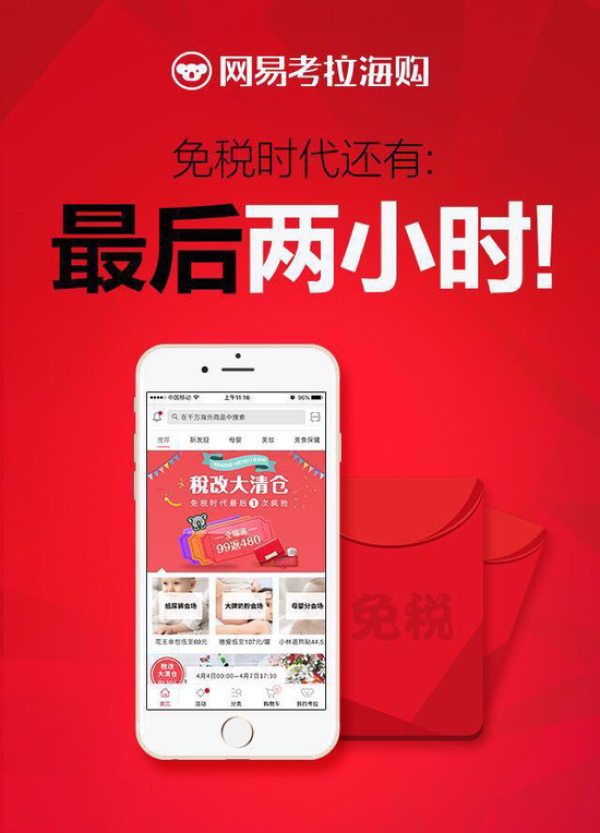 网易考拉海购
免税时代还有:
最后两小时!
中国移动
上午11:16
96%
在千万海外商品中搜索
推荐 新发现 母婴 美妆 美食保健
税改大清仓
免税时代最后1次疯抢
全场返
99返480
纸尿裤会场 大牌奶粉会场 母婴分会场
花王单包低至69元 雅爱低至107元/罐 小林退热贴44.5
税改
大清仓
4月4日00:00—4月7日17:30
首页 活动 分类 购物车 我的考拉
免税